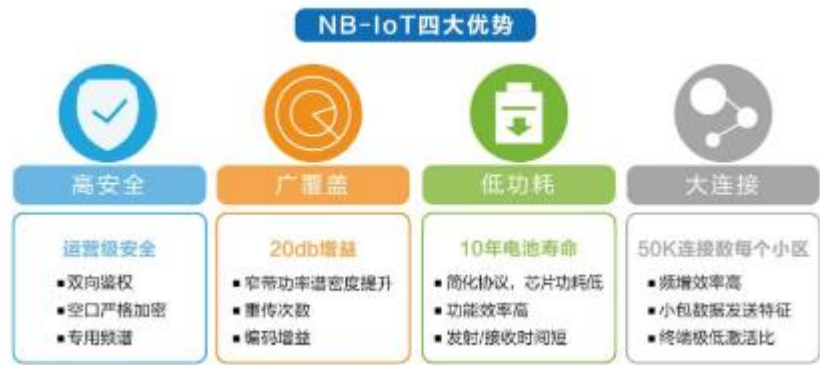 NB-IoT四大优势
高安全
广覆盖
低功耗
大连接
运营级安全
▪双向鉴权
▪空口严格加密
▪专用频谱
20db增益
▪窄带功率谱密度提升
▪重传次数
▪编码增益
10年电池寿命
▪简化协议，芯片功耗低
▪功能效率高
▪发射/接收时间短
50K连接数每个小区
▪频增效率高
▪小包数据发送特征
▪终端极低激活比